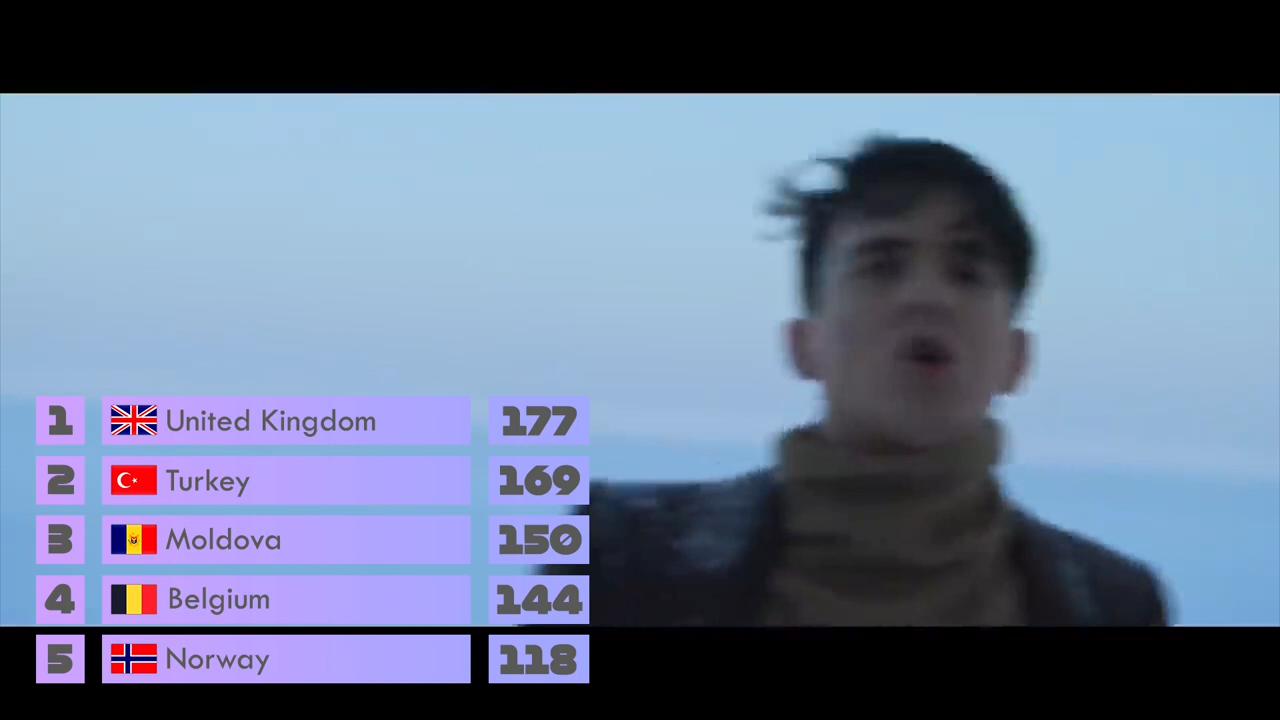 1 United Kingdom 177
2 Turkey 169
3 Moldova 150
4 Belgium 144
5 Norway 118